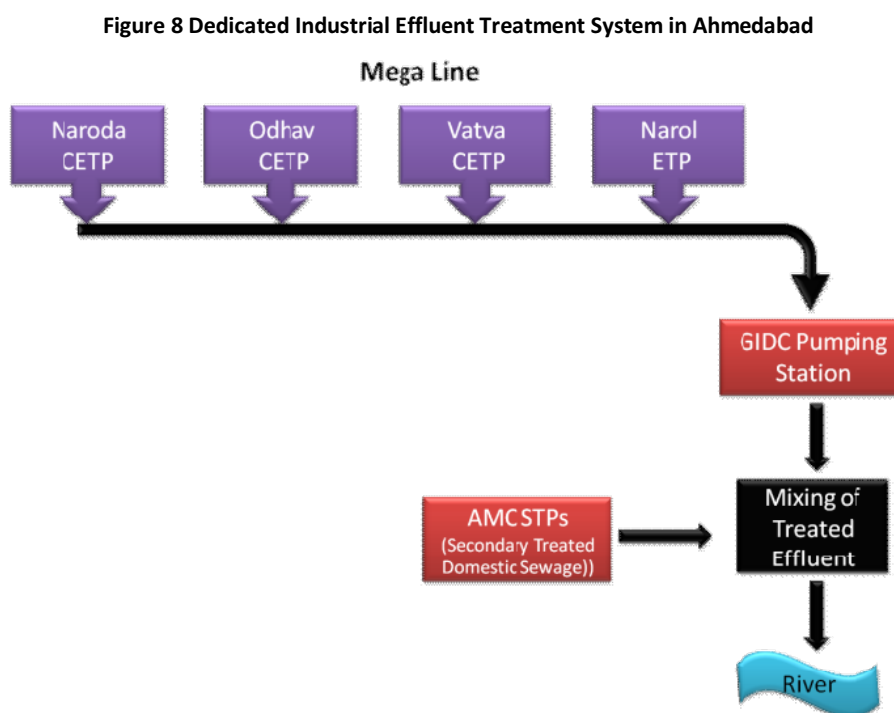 Figure 8 Dedicated Industrial Effluent Treatment System in Ahmedabad
Mega Line
Naroda
CETP
Odhav
CETP
Vatva
CETP
Narol
ETP
GIDC Pumping
Station
AMC STPs
(Secondary Treated
Domestic Sewage))
Mixing of
Treated
Effluent
River